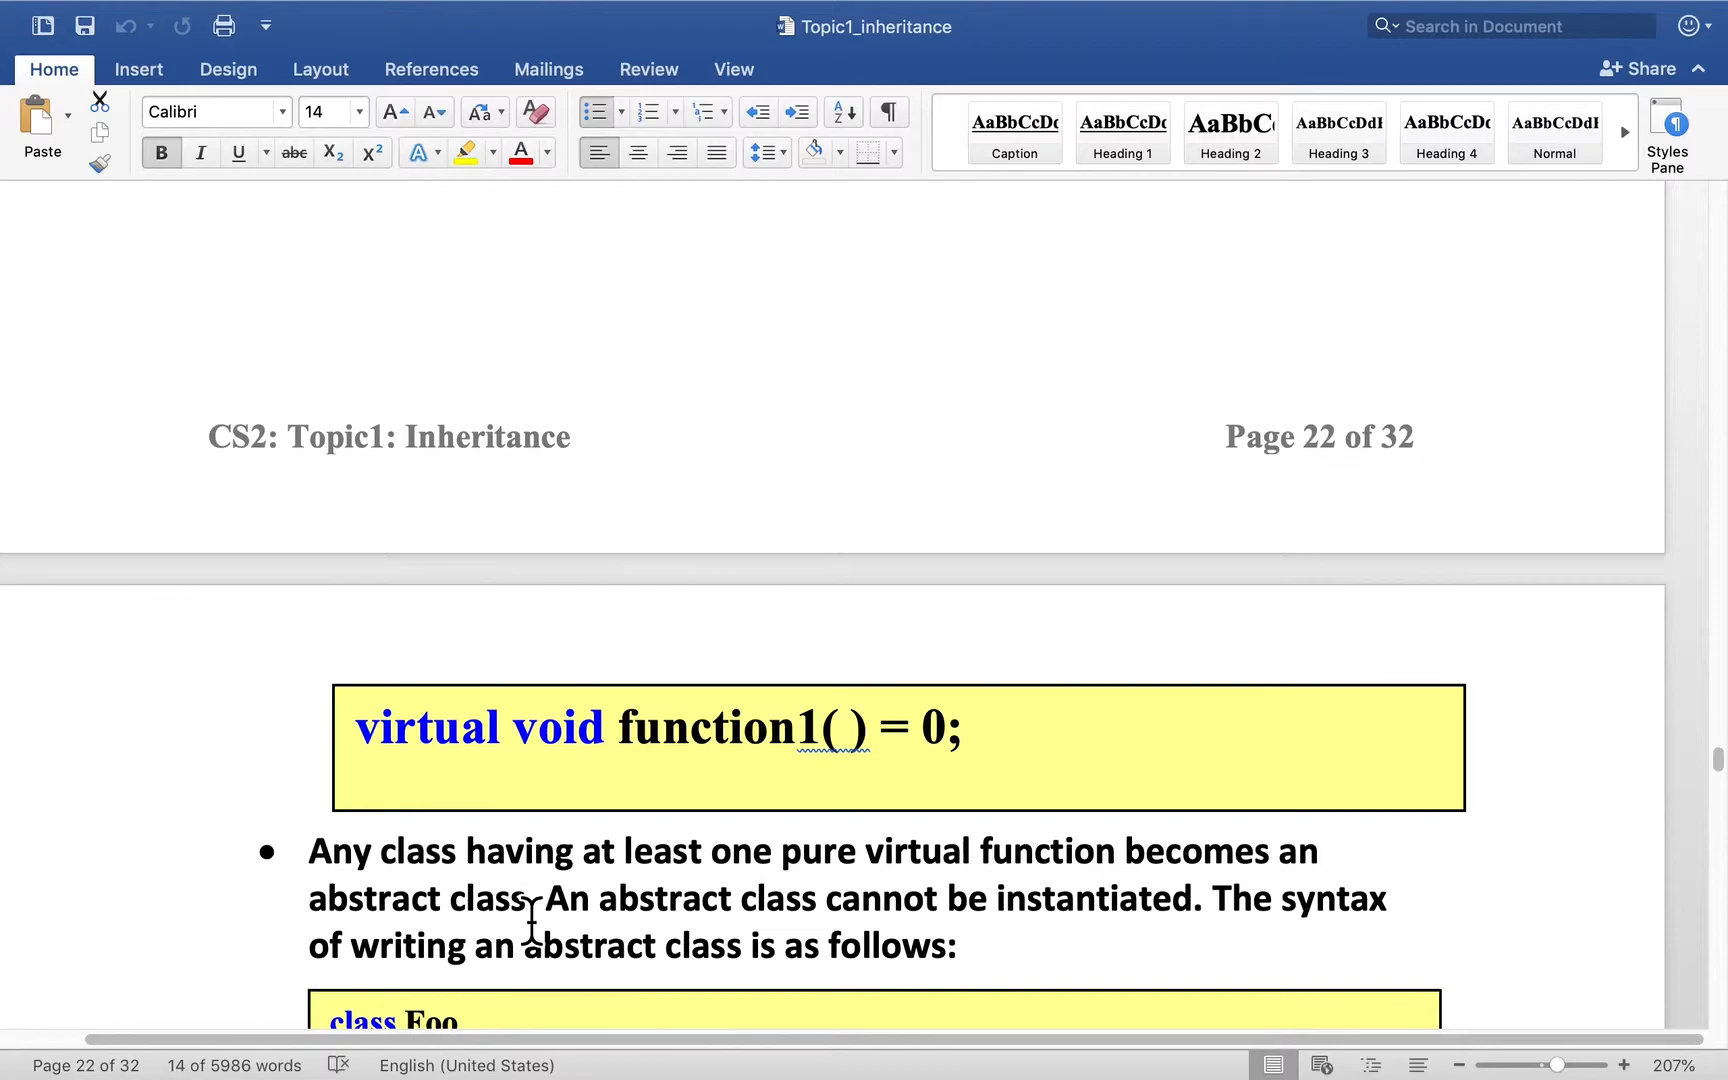 Topic1_inheritance
Search in Document
Home Insert Design Layout References Mailings Review View
Share
Paste
Calibri
14
AaBbCcDc AaBbCcDc AaBbC AaBbCcDdI AaBbCcDc AaBbCcDdI
Caption Heading 1 Heading 2 Heading 3 Heading 4 Normal
Styles
Pane
CS2: Topic1: Inheritance Page 22 of 32
virtual void function1( ) = 0;
• Any class having at least one pure virtual function becomes an
abstract class. An abstract class cannot be instantiated. The syntax
of writing an abstract class is as follows:
class Foo
Page 22 of 32 14 of 5986 words English (United States) 207%